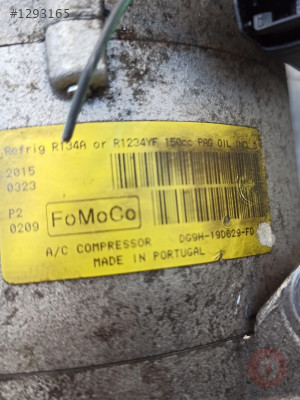 #1293165
Refrig R134A or R1234YF 150cc PAG OIL INCL
2015
0323
P2
0209
FoMoCo
A/C COMPRESSOR DG9H-19D629-FD
MADE IN PORTUGAL